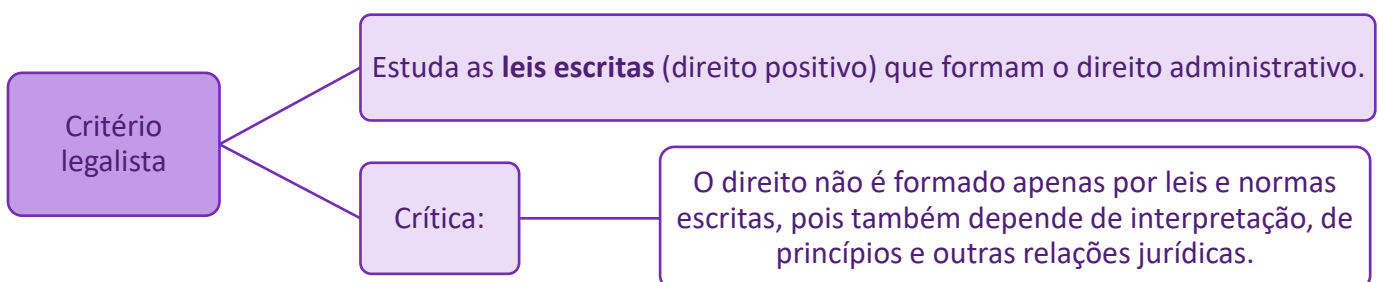 Critério
legalista
Estuda as leis escritas (direito positivo) que formam o direito administrativo.
Crítica:
O direito não é formado apenas por leis e normas
escritas, pois também depende de interpretação, de
princípios e outras relações jurídicas.